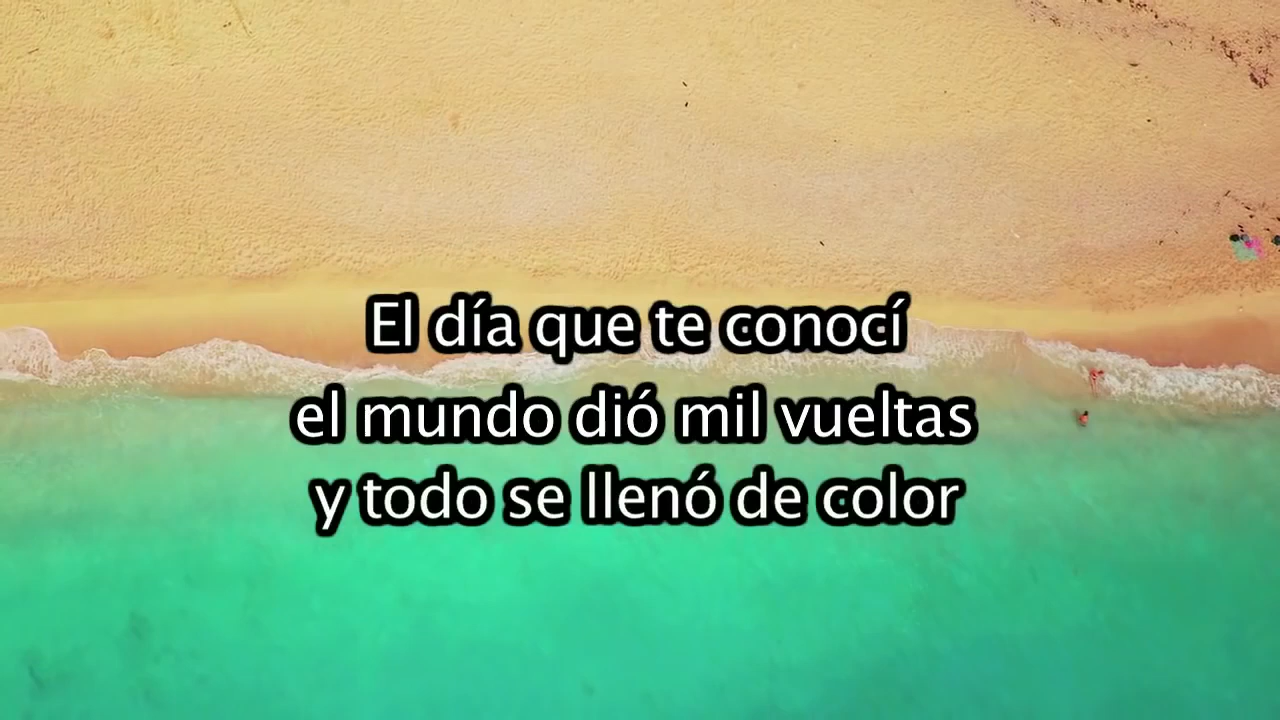 El día que te conocí
el mundo dió mil vueltas
y todo se llenó de color